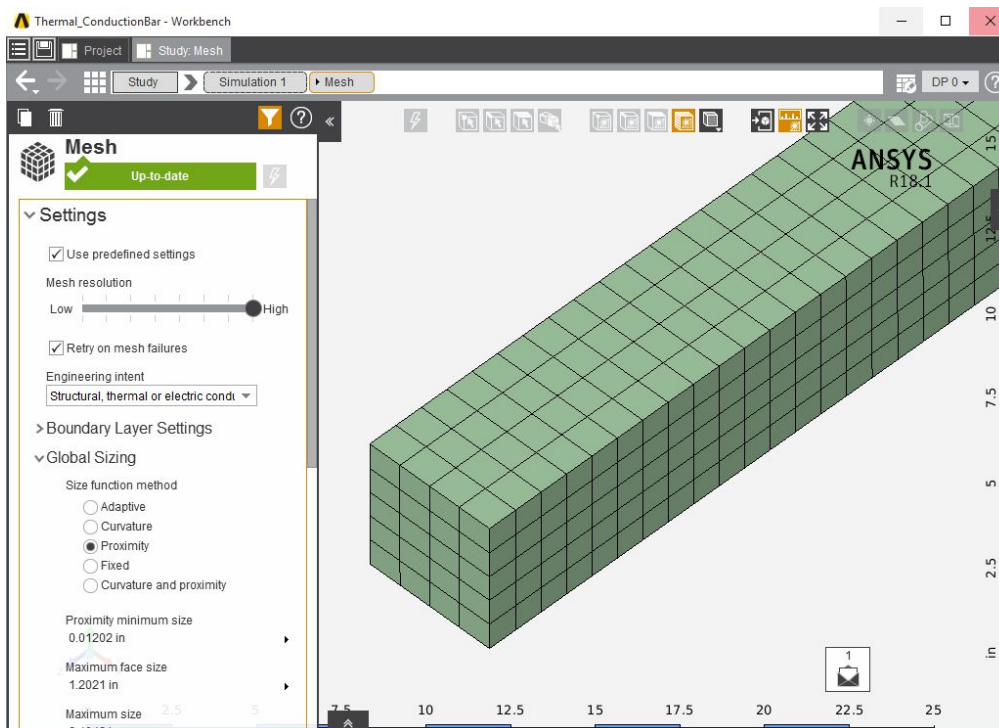 Thermal_ConductionBar - Workbench
Project
Study: Mesh
Study
Simulation 1
Mesh
DP 0
Mesh
Up-to-date
Settings
Use predefined settings
Mesh resolution
Low
High
Retry on mesh failures
Engineering intent
Structural, thermal or electric condu
Boundary Layer Settings
Global Sizing
Size function method
Adaptive
Curvature
Proximity
Fixed
Curvature and proximity
Proximity minimum size
0.01202 in
Maximum face size
1.2021 in
Maximum size
ANSYS
R18.1
15
12.5
10
7.5
5
2.5
in
1
2.5
5
7.5
10
12.5
15
17.5
20
22.5
25